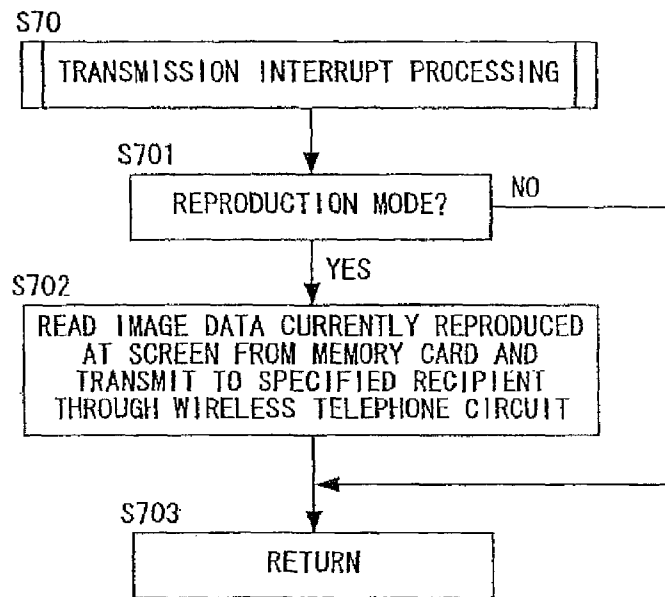 S70
TRANSMISSION INTERRUPT PROCESSING
S701
REPRODUCTION MODE?
NO
YES
S702
READ IMAGE DATA CURRENTLY REPRODUCED
AT SCREEN FROM MEMORY CARD AND
TRANSMIT TO SPECIFIED RECIPIENT
THROUGH WIRELESS TELEPHONE CIRCUIT
S703
RETURN